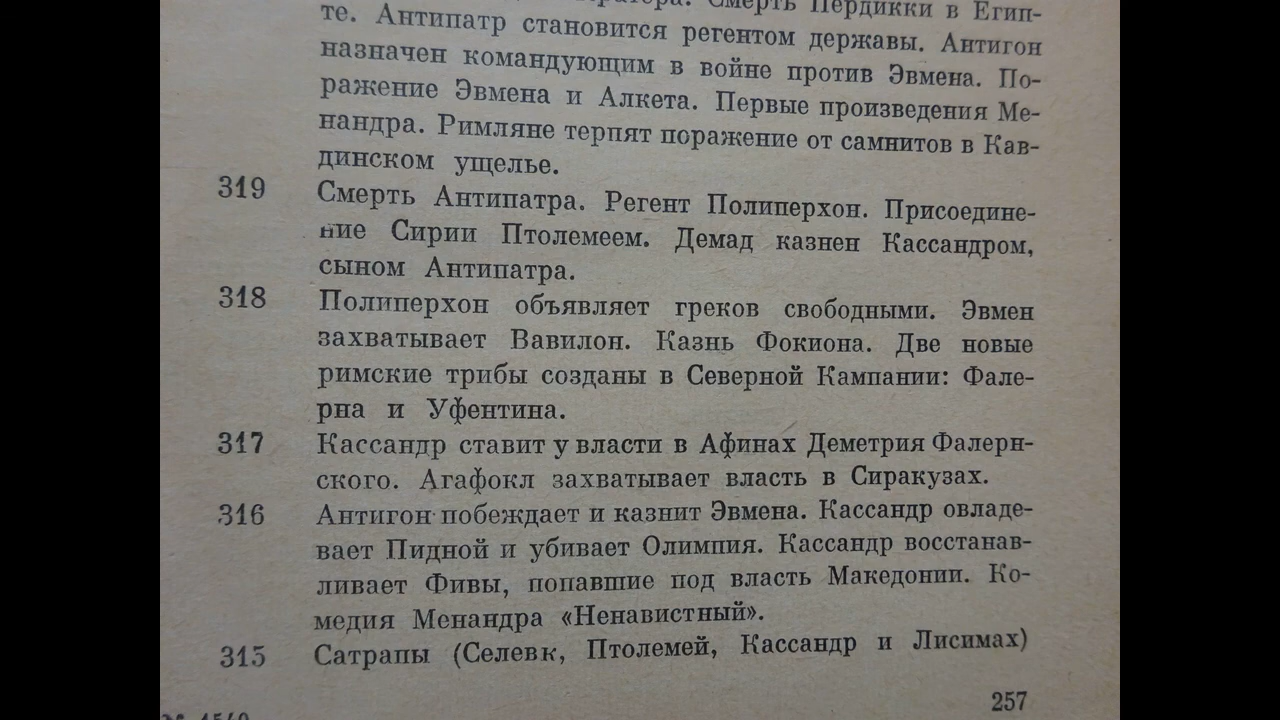 Смерть Пердикки в Егип-
те. Антипатр становится регентом державы. Антигон
назначен командующим в войне против Эвмена. По-
ражение Эвмена и Алкета. Первые произведения Ме-
нандра. Римляне терпят поражение от самнитов в Кав-
динском ущелье.
319 Смерть Антипатра. Регент Полиперхон. Присоедине-
ние Сирии Птолемеем. Демад казнен Кассандром,
сыном Антипатра.
318 Полиперхон объявляет греков свободными. Эвмен
захватывает Вавилон. Казнь Фокиона. Две новые
римские трибы созданы в Северной Кампании: Фале-
рна и Уфентина.
317 Кассандр ставит у власти в Афинах Деметрия Фалерн-
ского. Агафокл захватывает власть в Сиракузах.
316 Антигон побеждает и казнит Эвмена. Кассандр овладе-
вает Пидной и убивает Олимпия. Кассандр восстанав-
ливает Фивы, попавшие под власть Македонии. Ко-
медия Менандра «Ненавистный».
315 Сатрапы (Селевк, Птолемей, Кассандр и Лисимах)
257